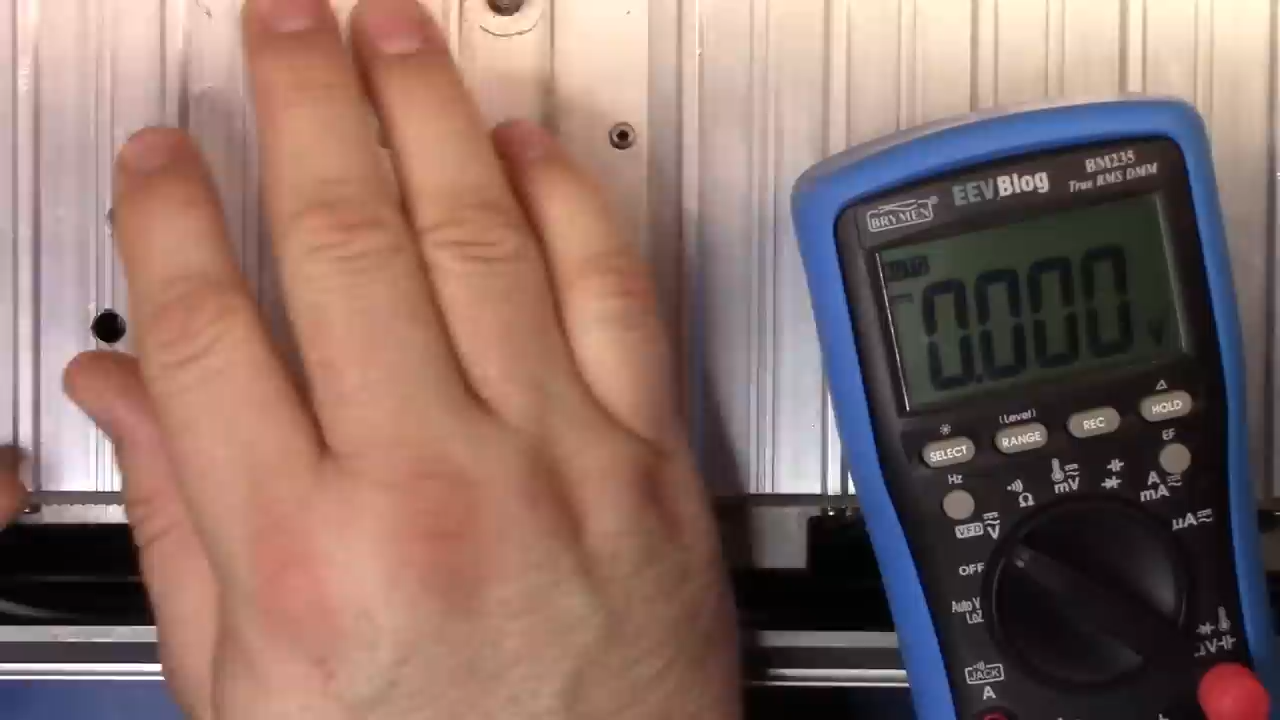 BM235
EEVBlog
True RMS DMM
BRYMEN®
AUTO
-0.000 V
(Level)
SELECT RANGE REC HOLD
Hz
Ω
mV
EF
A
mA
µA
VFD V
OFF
Auto V
LoZ
JACK
A
V